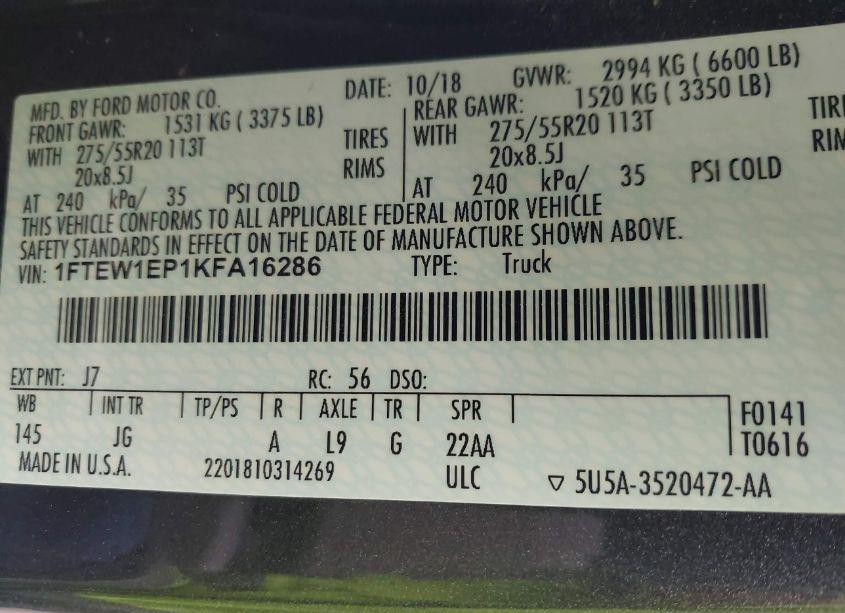 MFD. BY FORD MOTOR CO. DATE: 10/18 GVWR: 2994 KG ( 6600 LB)
FRONT GAWR: 1531 KG ( 3375 LB) REAR GAWR: 1520 KG ( 3350 LB)
WITH 275/55R20 113T TIRES WITH 275/55R20 113T
20x8.5J RIMS 20x8.5J
AT 240 kPa/ 35 PSI COLD AT 240 kPa/ 35 PSI COLD
THIS VEHICLE CONFORMS TO ALL APPLICABLE FEDERAL MOTOR VEHICLE
SAFETY STANDARDS IN EFFECT ON THE DATE OF MANUFACTURE SHOWN ABOVE.
VIN: 1FTEW1EP1KFA16286 TYPE: Truck
EXT PNT: J7 RC: 56 DSO:
WB INT TR TP/PS R AXLE TR SPR F0141
145 JG A L9 G 22AA T0616
MADE IN U.S.A. 2201810314269 ULC ▽ 5U5A-3520472-AA